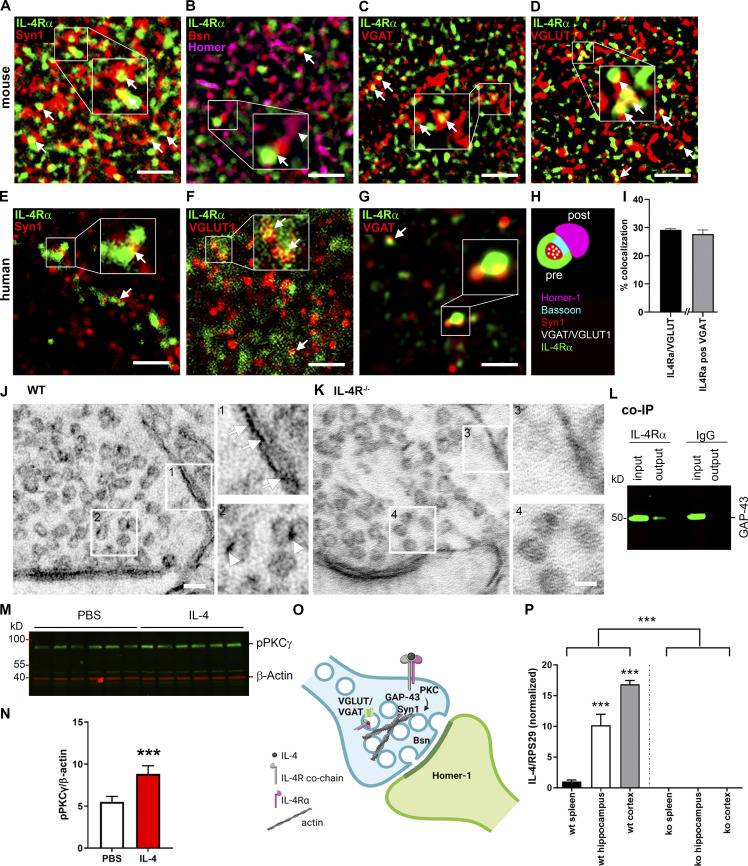 A
IL-4Rα
Syn1
B
IL-4Rα
Bsn
Homer
C
IL-4Rα
VGAT
D
IL-4Rα
VGLUT
mouse
E
IL-4Rα
Syn1
F
IL-4Rα
VGLUT1
G
IL-4Rα
VGAT
human
H
post
pre
Homer-1
Bassoon
Syn1
VGAT/VGLUT1
IL-4Rα
I
% colocalization
40
30
20
10
0
IL4Ra/VGLUT
IL4Ra pos VGAT
J WT
1
2
1
2
K IL-4R-/-
3
4
3
4
L co-IP
IL-4Rα IgG
input output input output
kD
50
GAP-43
M
PBS IL-4
kD
100
55
40
pPKCγ
β-Actin
N
pPKCγ/β-actin
15
10
5
0
***
PBS IL-4
O
VGLUT/
VGAT
GAP-43
PKC
Syn1
Bsn
Homer-1
IL-4
IL-4R co-chain
IL-4Rα
actin
P
IL-4/RPS29 (normalized)
20
15
10
5
0
***
***
***
wt spleen
wt hippocampus
wt cortex
ko spleen
ko hippocampus
ko cortex